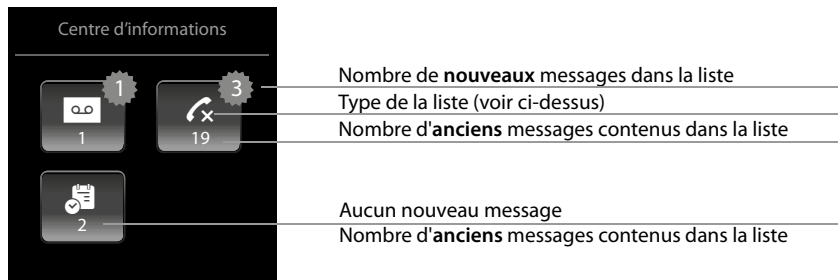 Centre d’informations
1
3
1
19
2
Nombre de nouveaux messages dans la liste
Type de la liste (voir ci-dessus)
Nombre d'anciens messages contenus dans la liste
Aucun nouveau message
Nombre d'anciens messages contenus dans la liste